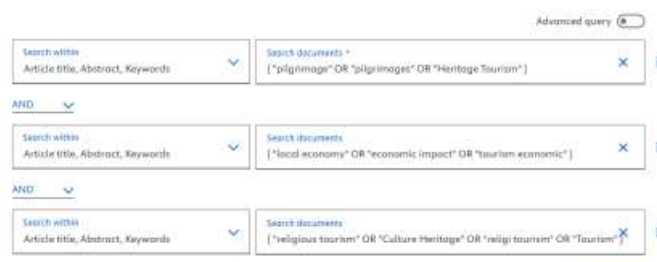 Advanced query
Search within
Article title, Abstract, Keywords
Search documents *
( "pilgrimage" OR "pilgrimages" OR "Heritage Tourism" )
AND
Search within
Article title, Abstract, Keywords
Search documents
( "local economy" OR "economic impact" OR "tourism economic" )
AND
Search within
Article title, Abstract, Keywords
Search documents
( "religious tourism" OR "Culture Heritage" OR "religi tourism" OR "Tourism")